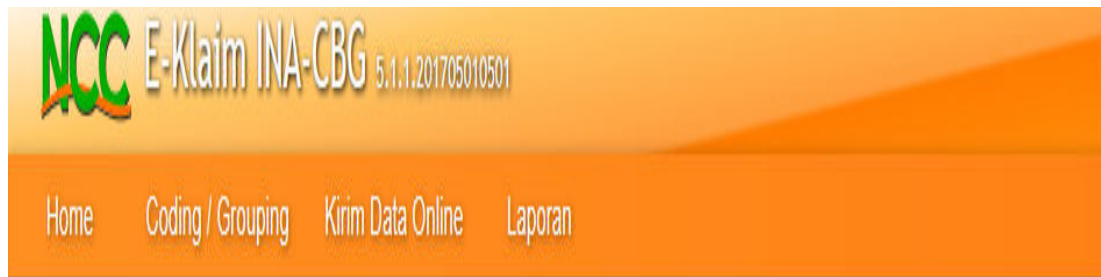 NCC E-Klaim INA-CBG 5.1.1.201705010501
Home Coding / Grouping Kirim Data Online Laporan